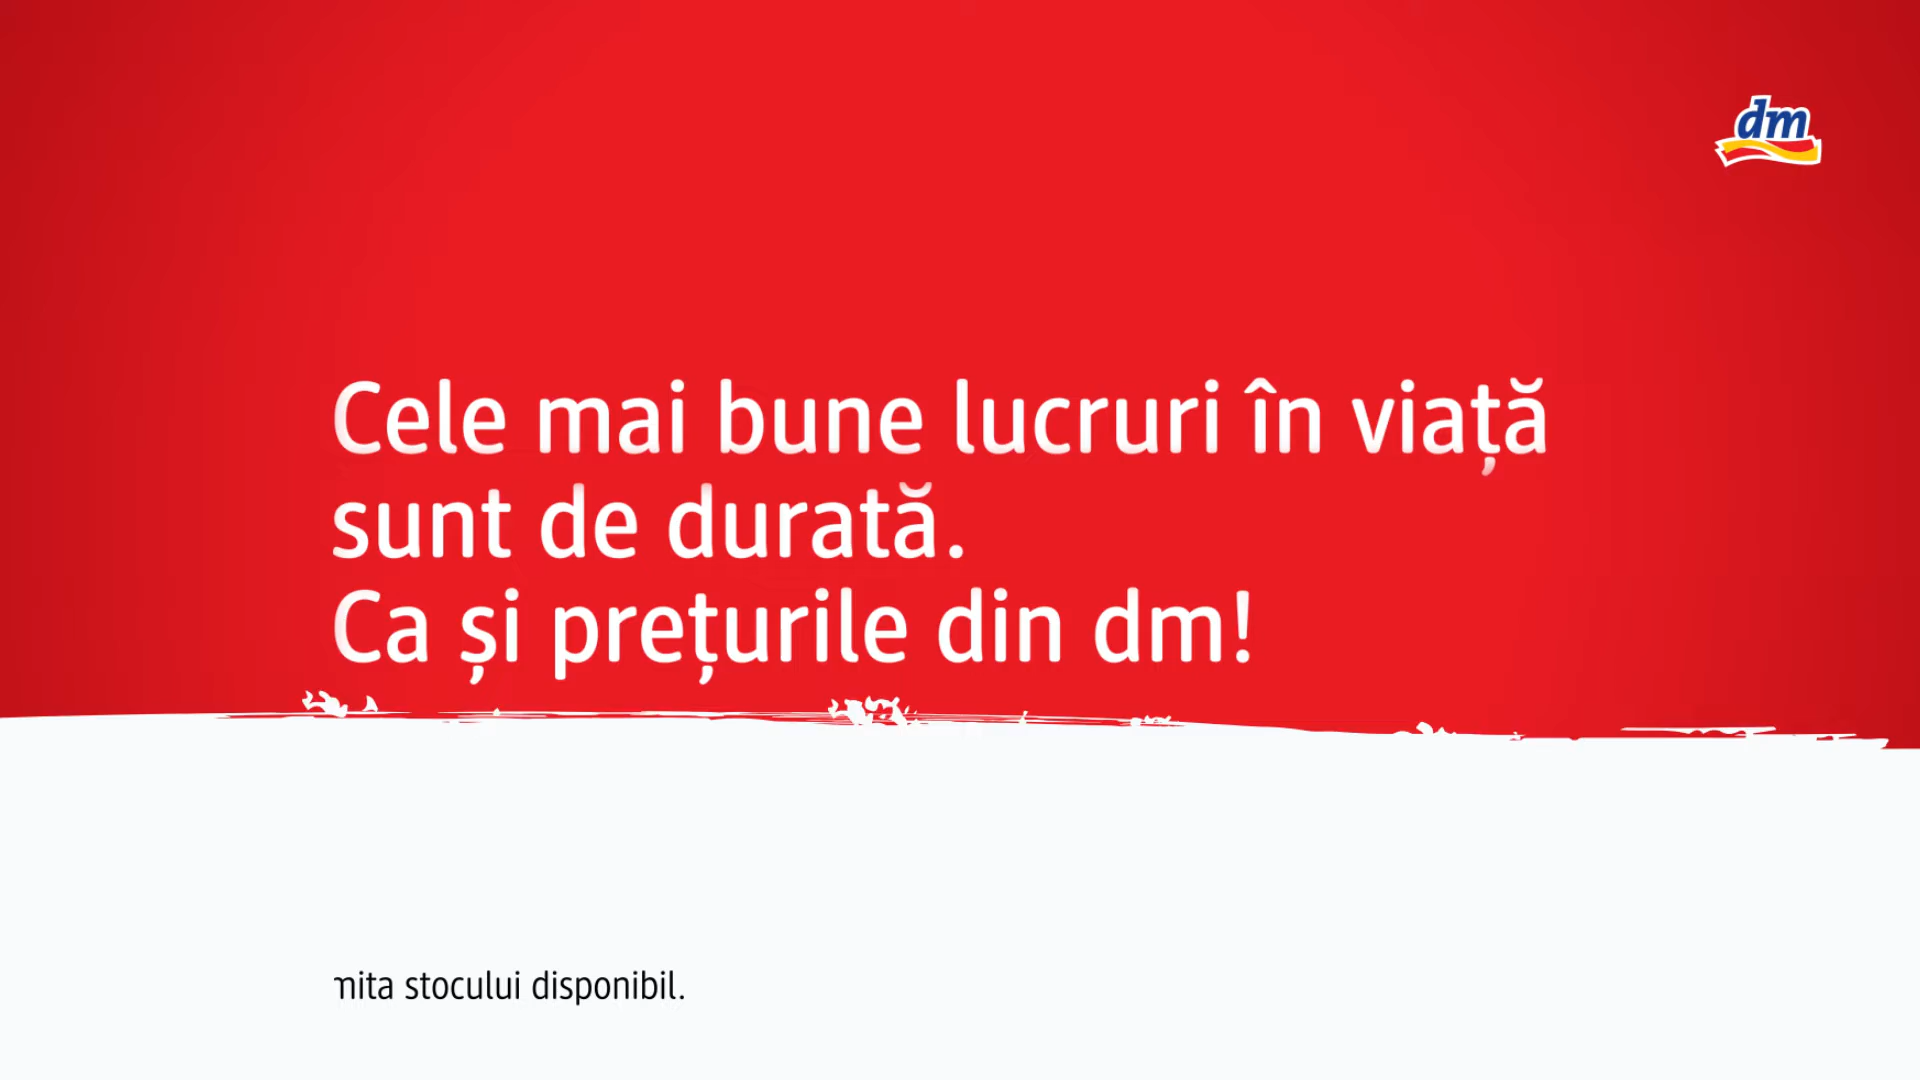 dm
Cele mai bune lucruri în viață
sunt de durată.
Ca și prețurile din dm!
stocului disponibil.